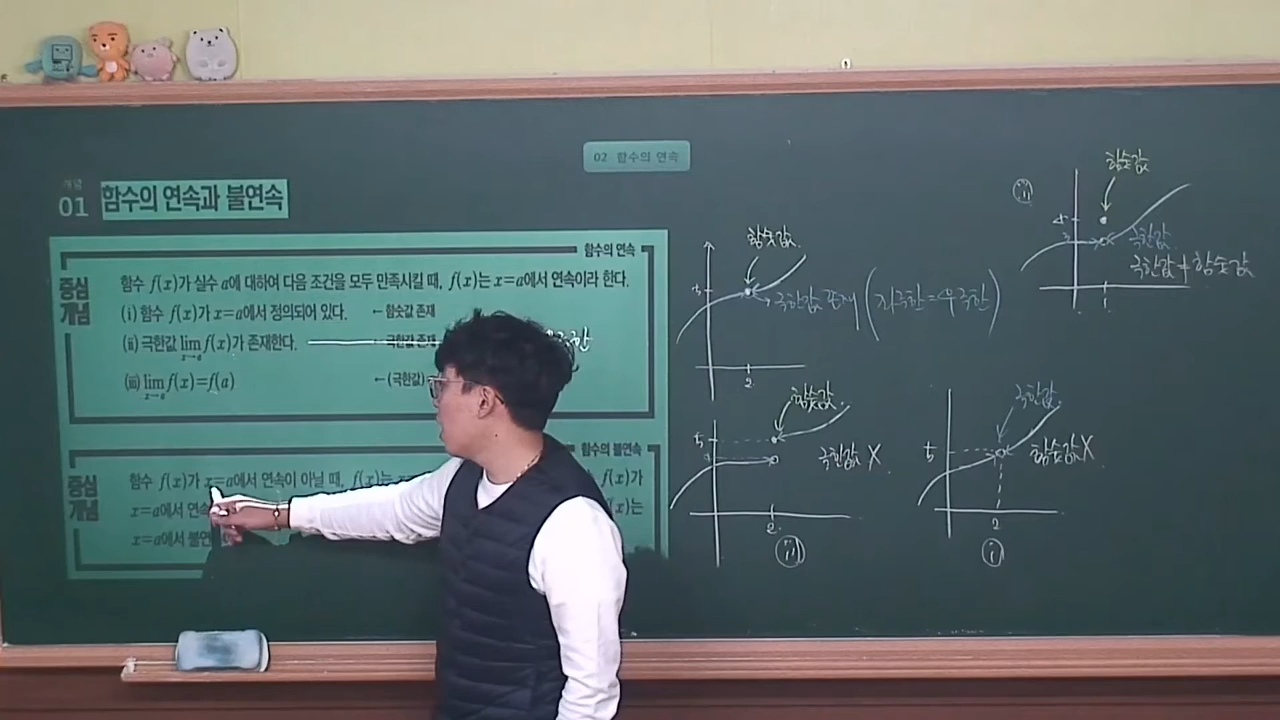 02 함수의 연속
개념
01
함수의 연속과 불연속
함수의 연속
중심
개념
함수 f(x)가 실수 a에 대하여 다음 조건을 모두 만족시킬 때, f(x)는 x=a에서 연속이라 한다.
(i) 함수 f(x)가 x=a에서 정의되어 있다. ←함숫값 존재
(ii) 극한값 lim x→a f(x)가 존재한다. ←극한값 존재
(iii) lim x→a f(x)=f(a) ←(극한값)
함수의 불연속
중심
개념
함수 f(x)가 x=a에서 연속이 아닐 때, f(x)는 f(x)가
x=a에서 연속 f(x)는
x=a에서 불연
함숫값
극한값 존재 (좌극한=우극한)
2
함숫값
5
극한값 X
2
ii)
극한값
5
함숫값X
2
i)
iii)
함숫값
극한값
극한값≠함숫값